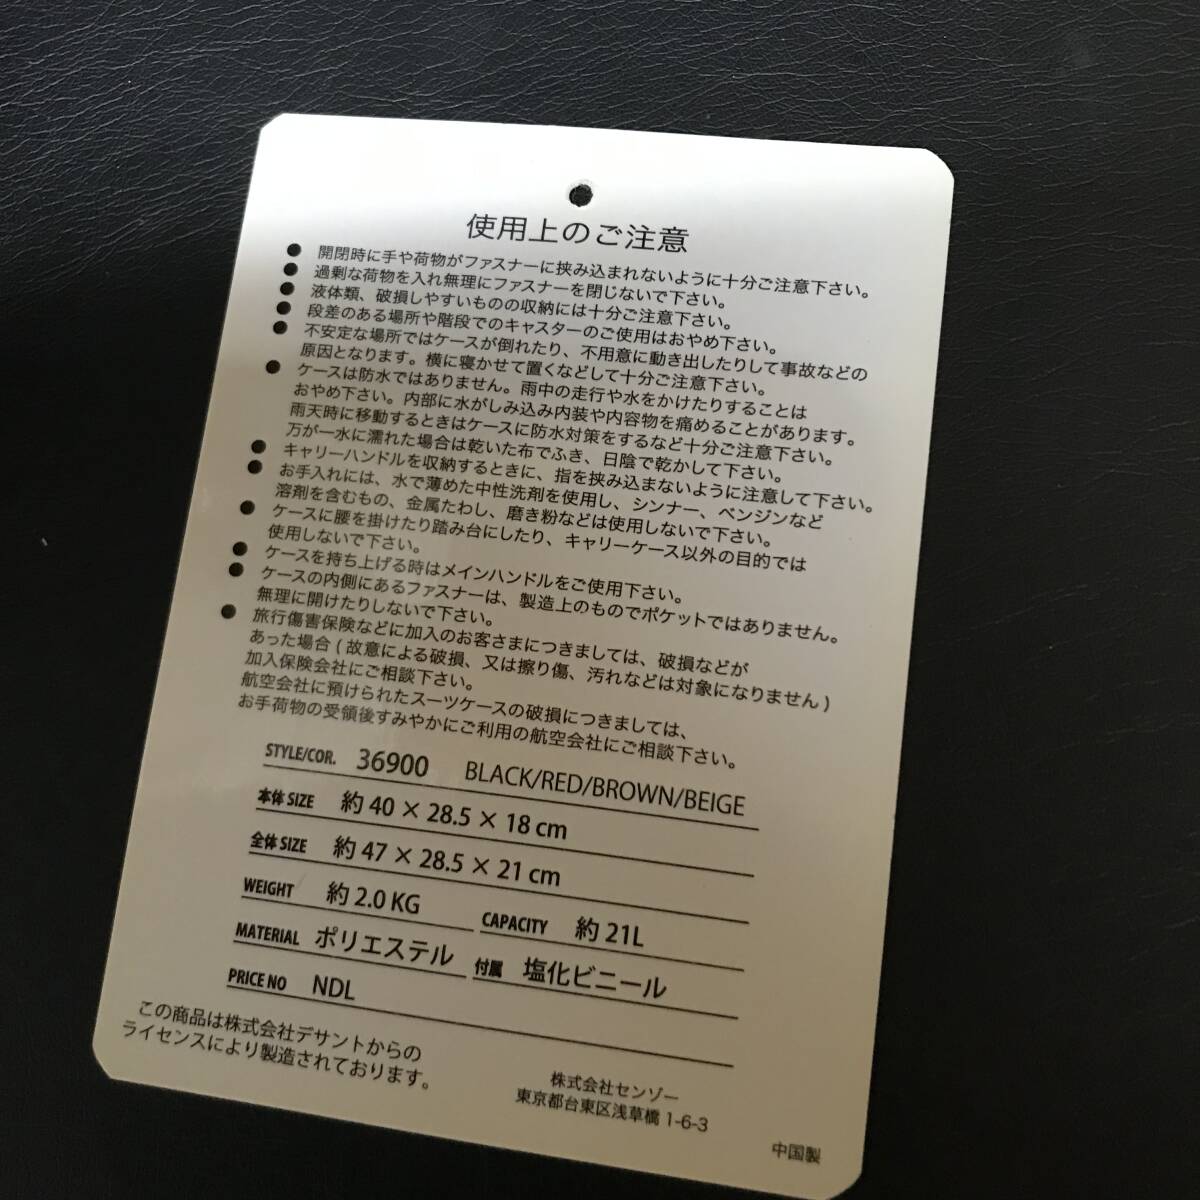 使用上のご注意
● 開閉時に手や荷物がファスナーに挟み込まれないように十分ご注意下さい。
● 過剰な荷物を入れ無理にファスナーを閉じないで下さい。
● 液体類、破損しやすいものの収納には十分ご注意下さい。
● 段差のある場所や階段でのキャスターのご使用はおやめ下さい。
● 不安定な場所ではケースが倒れたり、不用意に動き出したりして事故などの
原因となります。横に寝かせて置くなどして十分ご注意下さい。
● ケースは防水ではありません。雨中の走行や水をかけたりすることは
おやめ下さい。内部に水がしみ込み内装や内容物を痛めることがあります。
雨天時に移動するときはケースに防水対策をするなど十分ご注意下さい。
万が一水に濡れた場合は乾いた布でふき、日陰で乾かして下さい。
● キャリーハンドルを収納するときに、指を挟み込まないように注意して下さい。
● お手入れには、水で薄めた中性洗剤を使用し、シンナー、ベンジンなど
溶剤を含むもの、金属たわし、磨き粉などは使用しないで下さい。
● ケースに腰を掛けたり踏み台にしたり、キャリーケース以外の目的では
使用しないで下さい。
● ケースを持ち上げる時はメインハンドルをご使用下さい。
● ケースの内側にあるファスナーは、製造上のものでポケットではありません。
無理に開けたりしないで下さい。
● 旅行傷害保険などに加入のお客さまにつきましては、破損などが
あった場合 ( 故意による破損、又は擦り傷、汚れなどは対象になりません )
加入保険会社にご相談下さい。
航空会社に預けられたスーツケースの破損につきましては、
お手荷物の受領後すみやかにご利用の航空会社にご相談下さい。
STYLE/COR. 36900 BLACK/RED/BROWN/BEIGE
本体 SIZE 約 40 × 28.5 × 18 cm
全体 SIZE 約 47 × 28.5 × 21 cm
WEIGHT 約 2.0 KG CAPACITY 約 21L
MATERIAL ポリエステル 付属 塩化ビニール
PRICE NO NDL
この商品は株式会社デサントからの
ライセンスにより製造されております。
株式会社センゾー
東京都台東区浅草橋 1-6-3
中国製